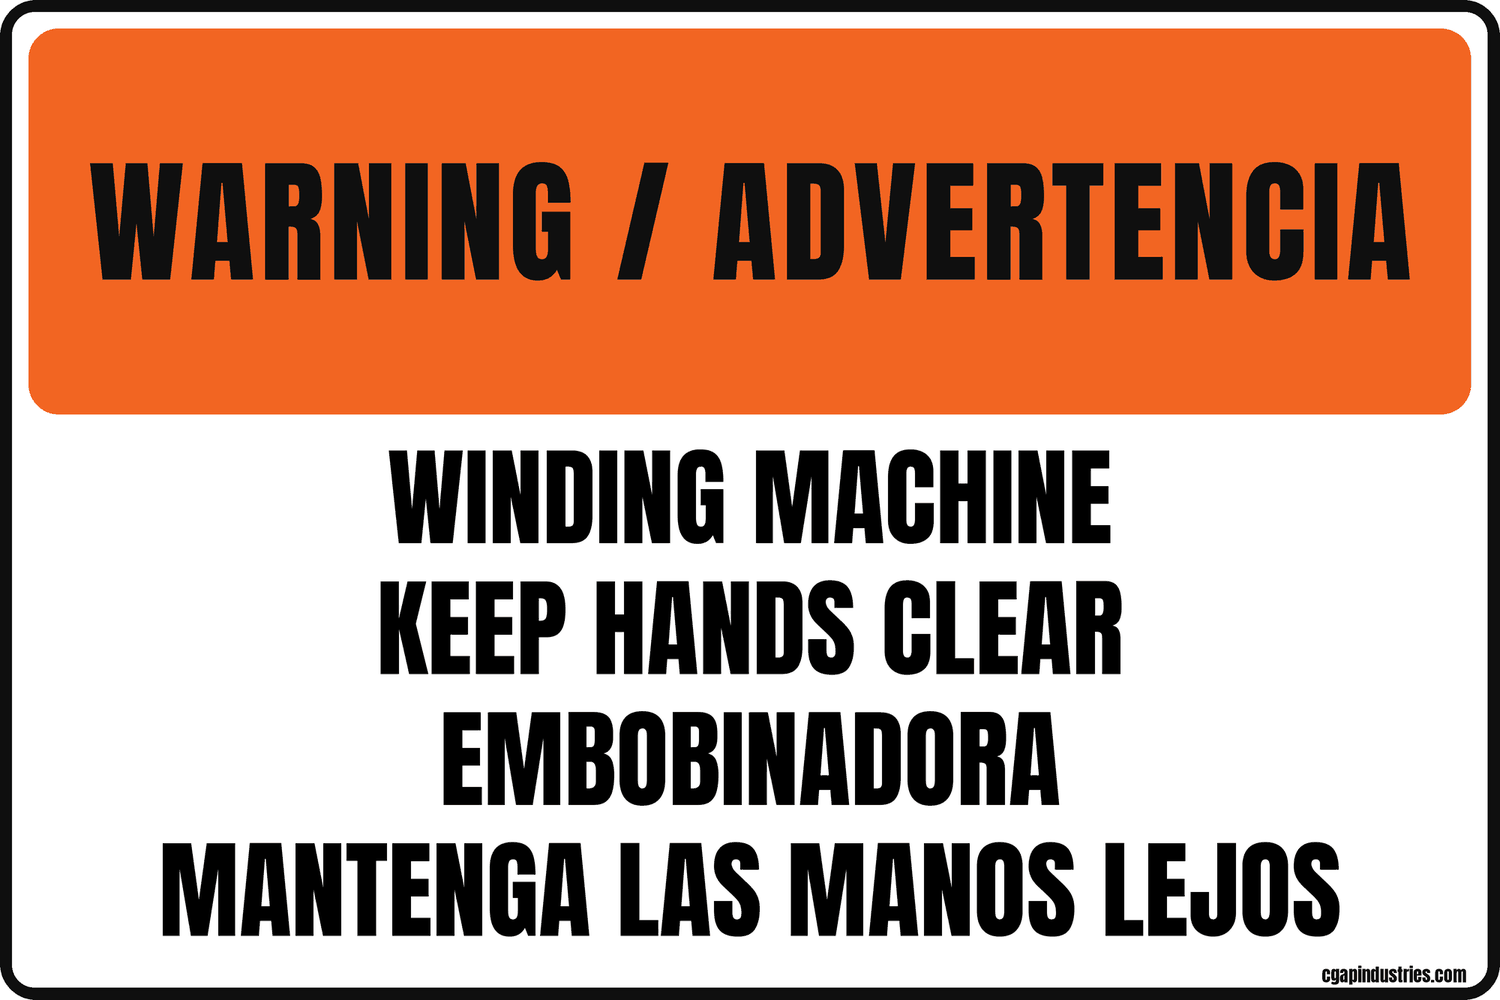 WARNING / ADVERTENCIA
WINDING MACHINE
KEEP HANDS CLEAR
EMBOBINADORA
MANTENGA LAS MANOS LEJOS
cgapindustries.com